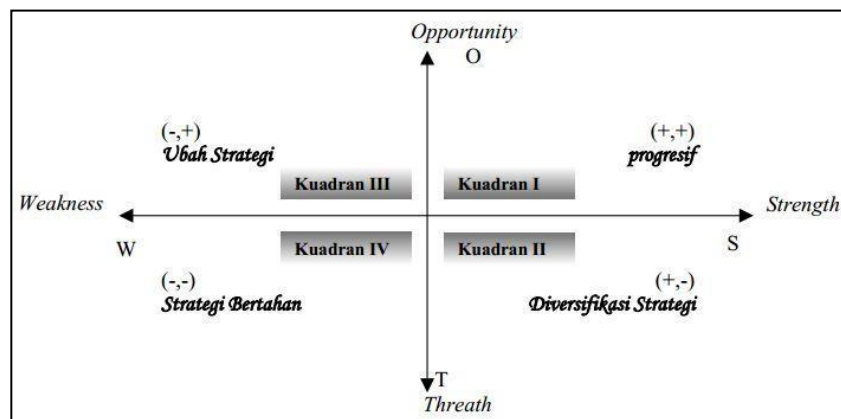 Opportunity
O
(-,+)
Ubah Strategi
(+,+)
progresif
Kuadran III
Kuadran I
Weakness
Strength
W
S
Kuadran IV
Kuadran II
(-,-)
Strategi Bertahan
(+,-)
Diversifikasi Strategi
T
Threath